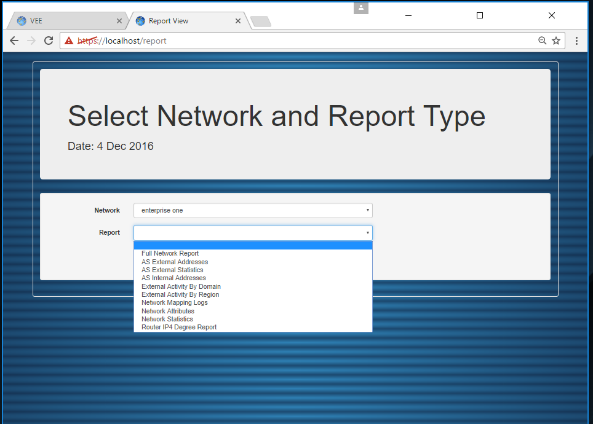 VEE
Report View
https://localhost/report
Select Network and Report Type
Date: 4 Dec 2016
Network
enterprise one
Report
Full Network Report
AS External Addresses
AS External Statistics
AS Internal Addresses
External Activity By Domain
External Activity By Region
Network Mapping Logs
Network Attributes
Network Statistics
Router IP4 Degree Report